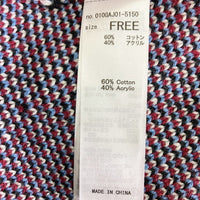 no. 0100AJ01-5150
size FREE
60% コットン
40% アクリル
60% Cotton
40% Acrylic
MADE IN CHINA